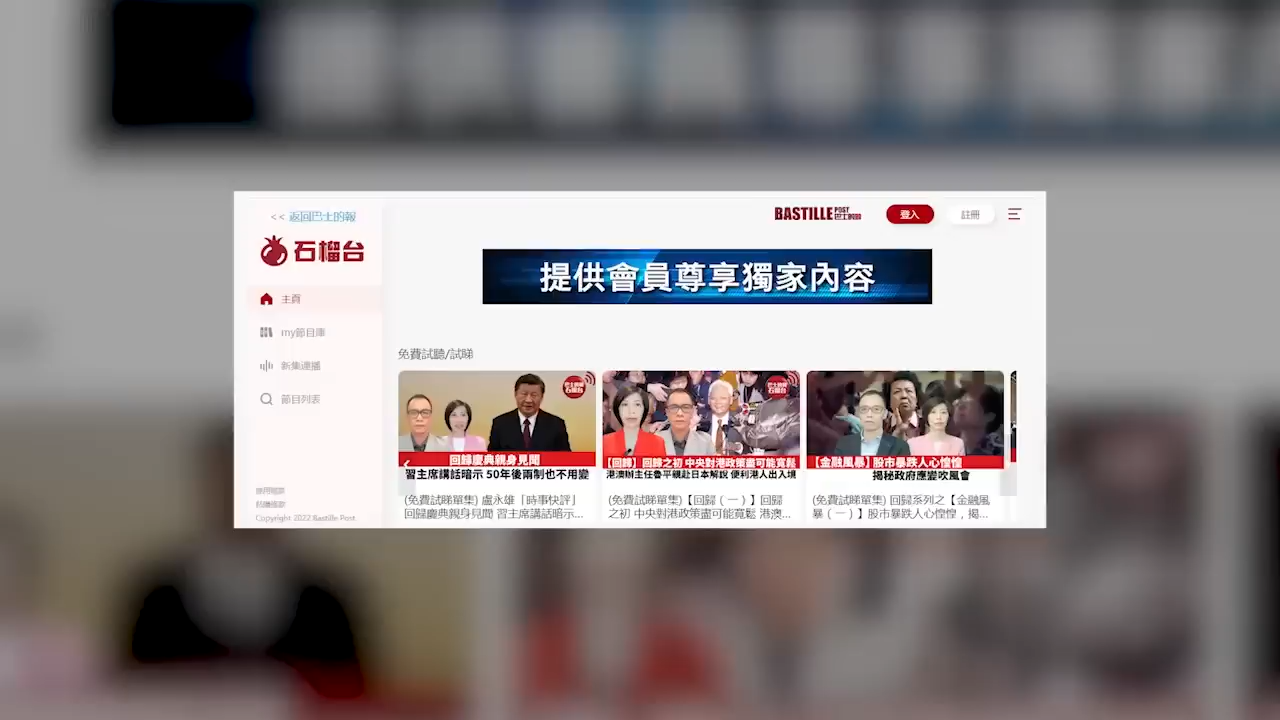 << 返回巴士的報
BASTILLE POST 巴士的報
登入
註冊
石榴台
提供會員尊享獨家內容
主頁
my節目庫
新集連播
節目列表
免費試聽/試睇
回歸慶典親身見聞
習主席講話暗示 50年後兩制也不用變
(免費試睇單集) 盧永雄「時事快評」
回歸慶典親身見聞 習主席講話暗示...
【回歸】回歸之初 中央對港政策盡可能寬鬆
港澳辦主任魯平親赴日本解說 便利港人出入境
(免費試睇單集)【回歸（一）】回歸
之初 中央對港政策盡可能寬鬆 港澳...
【金融風暴】股市暴跌人心惶惶
揭秘政府應變吹風會
(免費試睇單集) 回歸系列之【金融風
暴（一）】股市暴跌人心惶惶，揭...
Copyright 2022 Bastille Post.